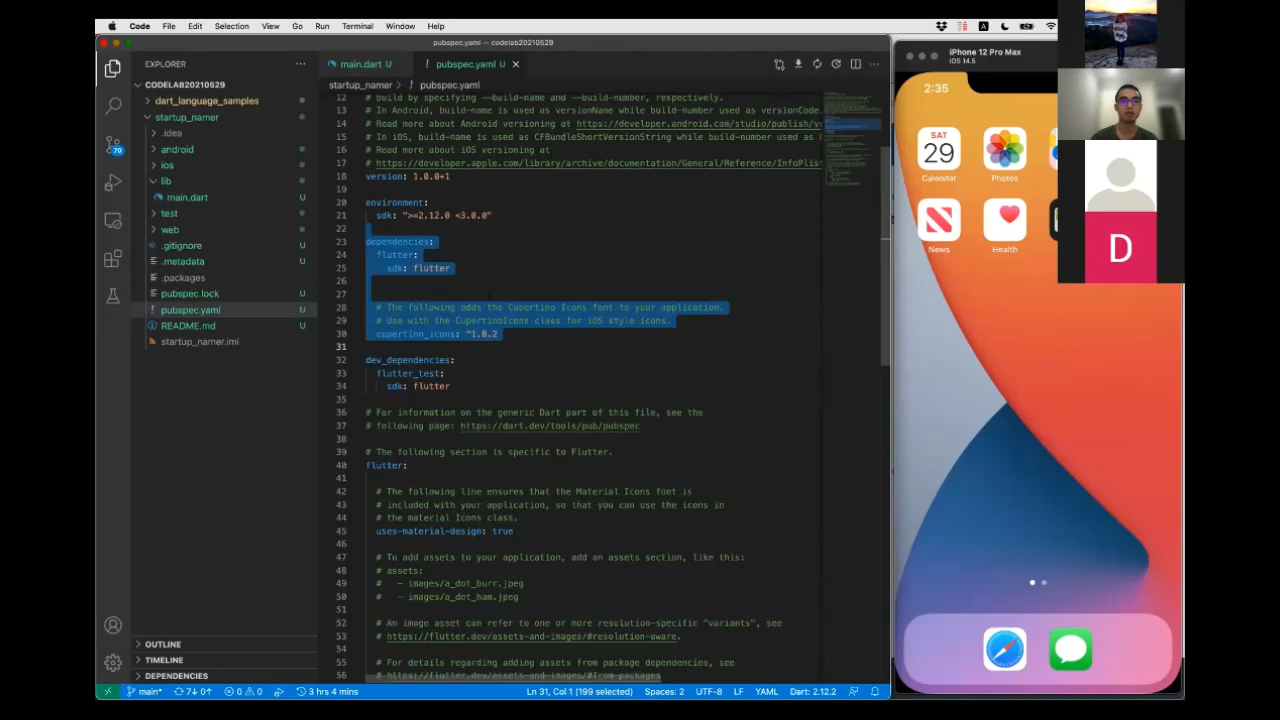 Code File Edit Selection View Go Run Terminal Window Help
pubspec.yaml — codelab20210529
EXPLORER
CODELAB20210529
dart_language_samples
startup_namer
.idea
android
ios
lib
main.dart U
test
web
.gitignore U
.metadata U
.packages
pubspec.lock U
pubspec.yaml U
README.md U
startup_namer.iml
OUTLINE
TIMELINE
DEPENDENCIES
70
main.dart U
pubspec.yaml U
startup_namer > pubspec.yaml
12 # build by specifying --build-name and --build-number, respectively.
13 # In Android, build-name is used as versionName while build-number used as versionCode.
14 # Read more about Android versioning at https://developer.android.com/studio/publish/v
15 # In iOS, build-name is used as CFBundleShortVersionString while build-number used as
16 # Read more about iOS versioning at
17 # https://developer.apple.com/library/archive/documentation/General/Reference/InfoPlist
18 version: 1.0.0+1
19
20 environment:
21 sdk: ">=2.12.0 <3.0.0"
22
23 dependencies:
24 flutter:
25 sdk: flutter
26
27
28 # The following adds the Cupertino Icons font to your application.
29 # Use with the CupertinoIcons class for iOS style icons.
30 cupertino_icons: ^1.0.2
31
32 dev_dependencies:
33 flutter_test:
34 sdk: flutter
35
36 # For information on the generic Dart part of this file, see the
37 # following page: https://dart.dev/tools/pub/pubspec
38
39 # The following section is specific to Flutter.
40 flutter:
41
42 # The following line ensures that the Material Icons font is
43 # included with your application, so that you can use the icons in
44 # the material Icons class.
45 uses-material-design: true
46
47 # To add assets to your application, add an assets section, like this:
48 # assets:
49 # - images/a_dot_burr.jpeg
50 # - images/a_dot_ham.jpeg
51
52 # An image asset can refer to one or more resolution-specific "variants", see
53 # https://flutter.dev/assets-and-images/#resolution-aware.
54
55 # For details regarding adding assets from package dependencies, see
56 # https://flutter.dev/assets-and-images/#from-packages
main* 7↓ 0↑ 0 0 3 hrs 4 mins
Ln 31, Col 1 (199 selected) Spaces: 2 UTF-8 LF YAML Dart: 2.12.2
iPhone 12 Pro Max
iOS 14.5
2:35
SAT
29
Calendar Photos
News Health
D